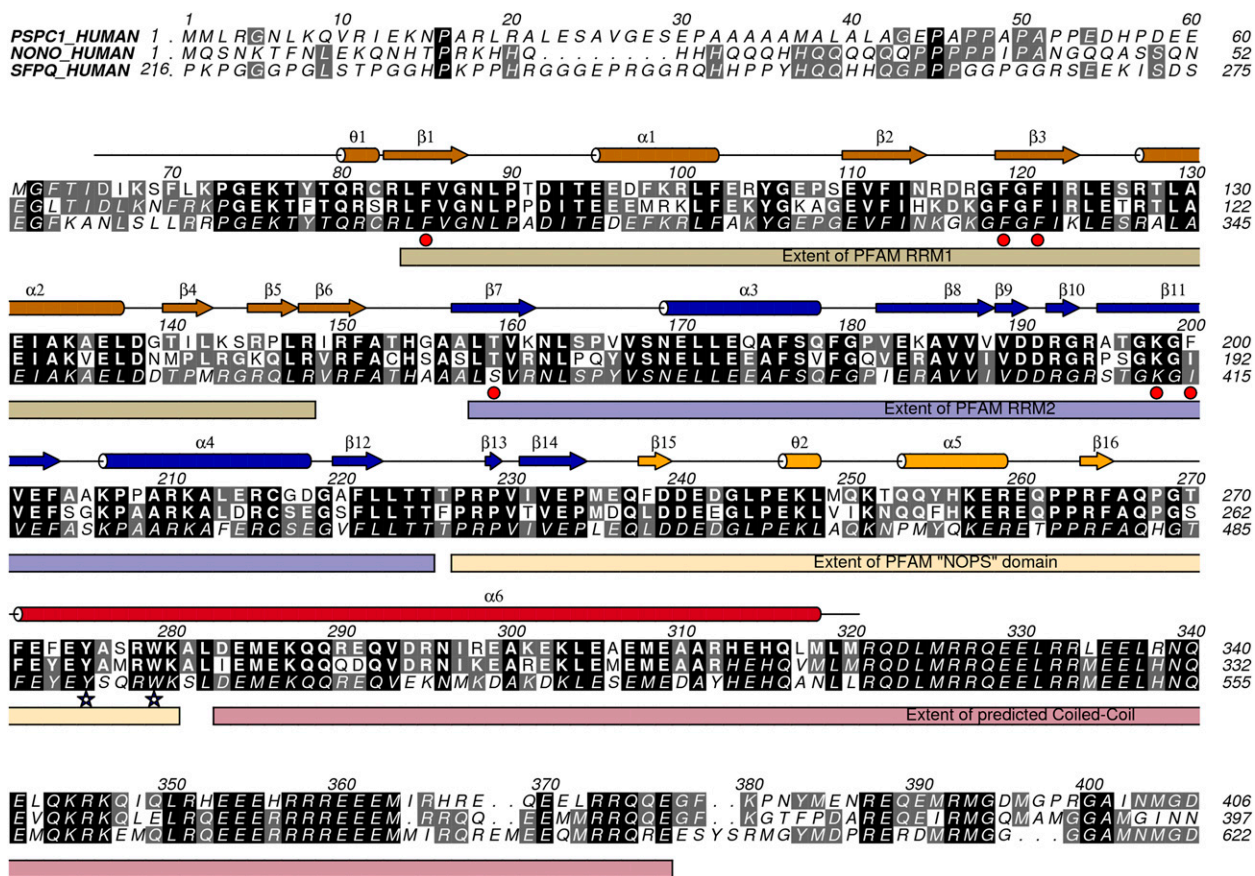 1 10 20 30 40 50 60
PSPC1_HUMAN 1 . MMLRGNLKQVRIEKNPARLRALESAVGESEPAAAAAMALALAGEPAPPAPAPPEDHPDEE 60
NONO_HUMAN 1 . MQSNKTFNLEKQNHTPRKHHQ........HHHQQQHHQQQQQQPPPPPIPANGQQASSQN 52
SFPQ_HUMAN 216 . PKPGGGPGLSTPGGHPKPPHRGGGEPRGGRQHHPPYHQQHHQGPPPGGPGGRSEEKISDS 275
θ1 β1 α1 β2 β3
70 80 90 100 110 120 130
MGFTIDIKSFLKPGEKTYTQRCRLFVGNLPTDITEEDFKRLFERYGEPSEVFINRDRGFGFIRLESRTLA 130
EGLTIDLKNFRKPGEKTFTQRSRLFVGNLPPDITEEEMRKLFEKYGKAGEVFIHKDKGFGFIRLETRTLA 122
EGFKANLSLLRRPGEKTYTQRCRLFVGNLPADITEDEFKRLFAKYGEPGEVFINKGKGFGFIKLESRALA 345
Extent of PFAM RRM1
α2 β4 β5 β6 β7 α3 β8 β9 β10 β11
140 150 160 170 180 190 200
EIAKAELDGTILKSRPLRIRFATHGAALTVKNLSPVVSNELLEQAFSQFGPVEKAVVVVDDRGRATGKGF 200
EIAKVELDNMPLRGKQLRVRFACHSASLTVRNLPQYVSNELLEEAFSVFGQVERAVVIVDDRGRPSGKGI 192
EIAKAELDDTPMRGRQLRVRFATHAAALSVRNLSPYVSNELLEEAFSQFGPIERAVVIVDDRGRSTGKGI 415
Extent of PFAM RRM2
α4 β12 β13 β14 β15 θ2 α5 β16
210 220 230 240 250 260 270
VEFAAKPPARKALERCGDGAFLLTTTPRPVIVEPMEQFDDEDGLPEKLMQKTQQYHKEREQPPRFAQPGT 270
VEFSGKPAARKALDRCSEGSFLLTTFPRPVTVEPMDQLDDEEGLPEKLVIKNQQFHKEREQPPRFAQPGS 262
VEFASKPAARKAFERCSEGVFLLTTTPRPVIVEPLEQLDDEDGLPEKLAQKNPMYQKERETPPRFAQHGT 485
Extent of PFAM "NOPS" domain
α6
280 290 300 310 320 330 340
FEFEYASRWKALDEMEKQQREQVDRNIREAKEKLEAEMEAARHEHQLMLMRQDLMRRQEELRRLEELRNQ 340
FEYEYAMRWKALIEMEKQQQDQVDRNIKEAREKLEMEMEAARHEHQVMLMRQDLMRRQEELRRMEELHNQ 332
FEYEYSQRWKSLDEMEKQQREQVEKNMKDAKDKLESEMEDAYHEHQANLLRQDLMRRQEELRRMEELHNQ 555
Extent of predicted Coiled-Coil
350 360 370 380 390 400
ELQKRKQIQLRHEEEHRRREEEMIRHRE..QEELRRQQEGF..KPNYMENREQEMRMGDMGPRGAINMGD 406
EVQKRKQLELRQEEERRRREEEMMRRQQ..EEMMRRQQEGF..KGTFPDAREQEIRMGQMAMGGAMGINN 397
EMQKRKEMQLRQEEERRRREEEMMIRQREMEEQMRRQREESYSRMGYMDPRERDMRMGG..GGAMNMGD 622